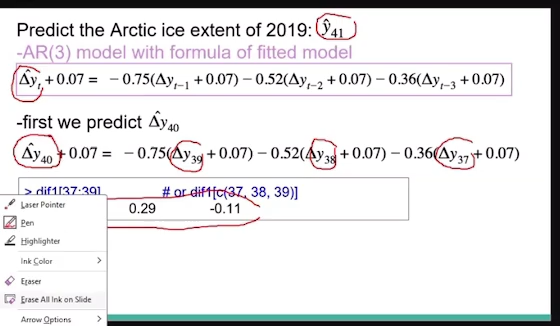 Predict the Arctic ice extent of 2019: ŷ₄₁
-AR(3) model with formula of fitted model
Δ̂yₜ + 0.07 = − 0.75(Δyₜ₋₁ + 0.07) − 0.52(Δyₜ₋₂ + 0.07) − 0.36(Δyₜ₋₃ + 0.07)
-first we predict Δ̂y₄₀
Δ̂y₄₀ + 0.07 = − 0.75(Δy₃₉ + 0.07) − 0.52(Δy₃₈ + 0.07) − 0.36(Δy₃₇ + 0.07)
> dif1[37:39] # or dif1[c(37, 38, 39)]
0.29 -0.11
Laser Pointer
Pen
Highlighter
Ink Color
Eraser
Erase All Ink on Slide
Arrow Options